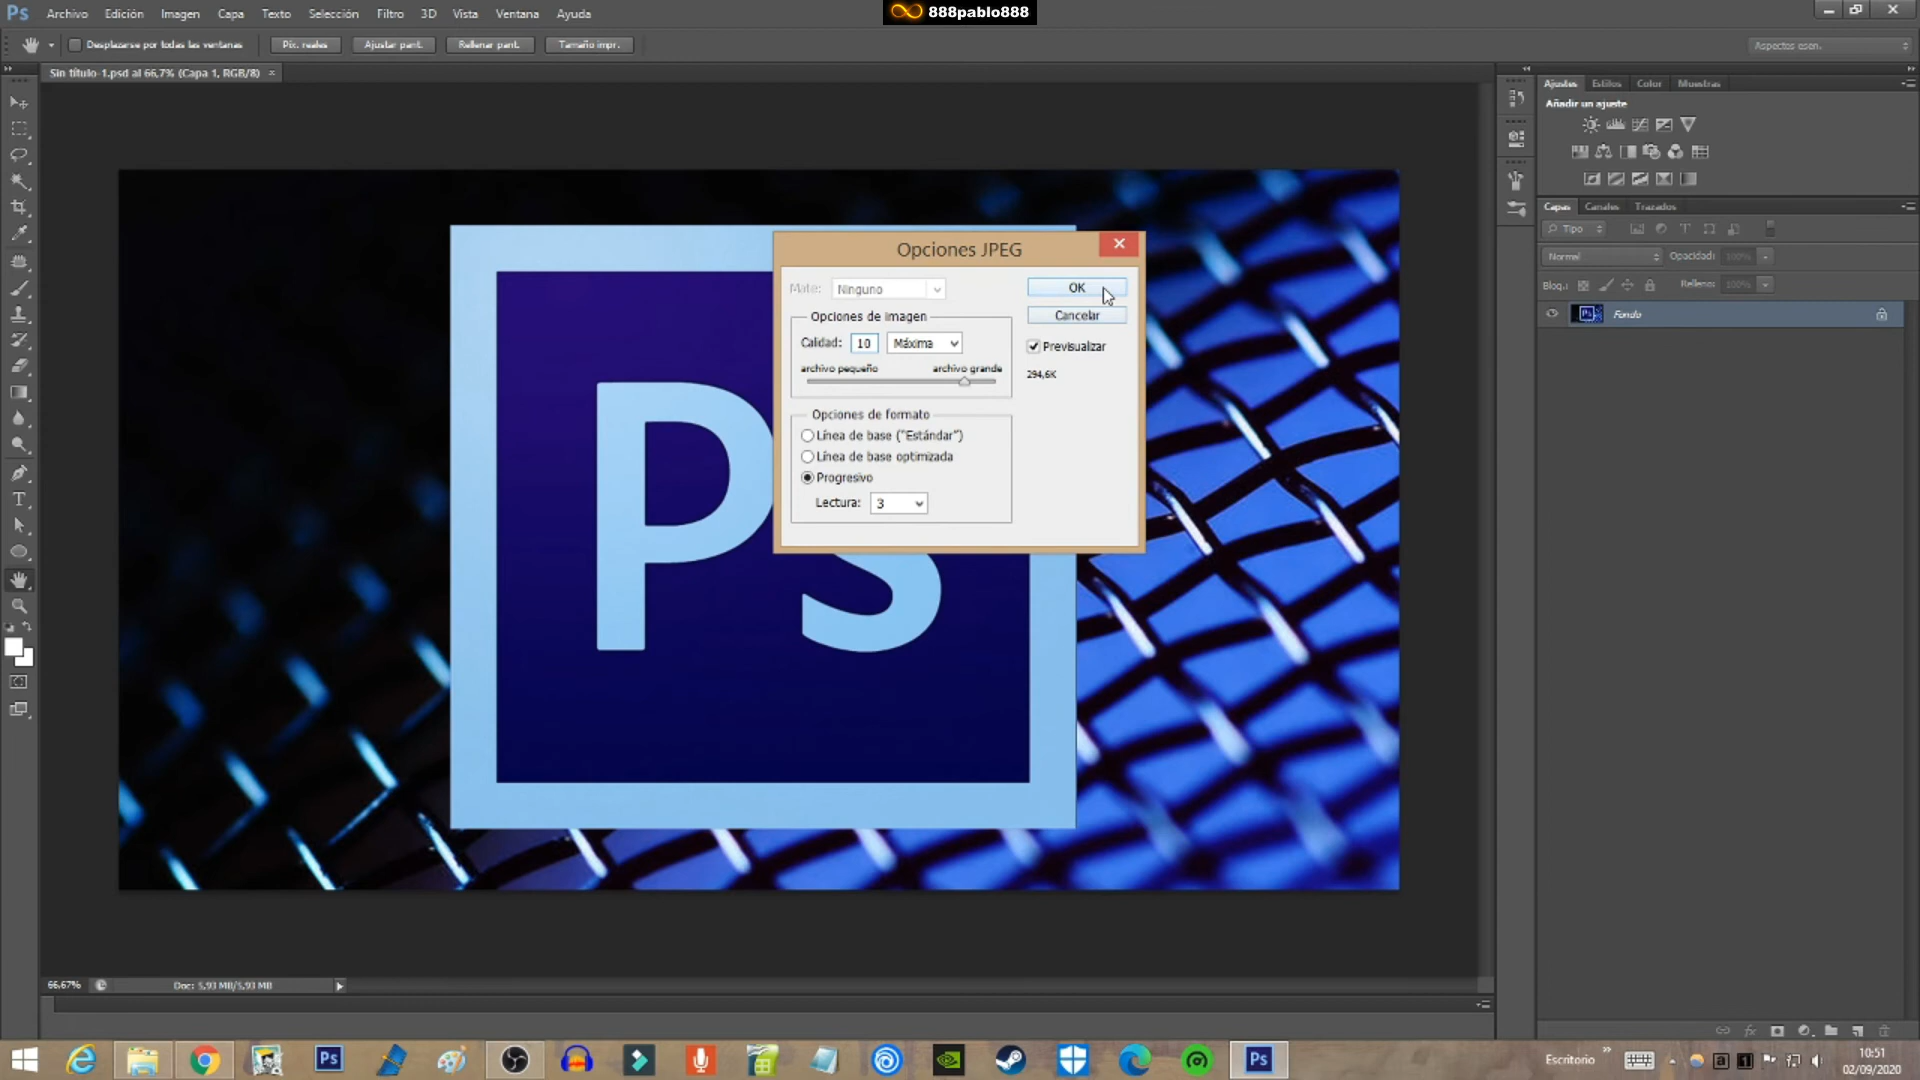 Ps Archivo Edición Imagen Capa Texto Selección Filtro 3D Vista Ventana Ayuda
888pablo888
Desplazarse por todas las ventanas Píx. reales Ajustar pant. Rellenar pant. Tamaño impr. Aspectos esen.
Sin título-1.psd al 66,7% (Capa 1, RGB/8) ×
Ajustes Estilos Color Muestras
Añadir un ajuste
Capas Canales Trazados
Tipo
Normal Opacidad: 100%
Bloq.: Relleno: 100%
Fondo
Opciones JPEG
Mate: Ninguno OK
Cancelar
Opciones de imagen
Calidad: 10 Máxima Previsualizar
archivo pequeño archivo grande 294,6K
Opciones de formato
Línea de base ("Estándar")
Línea de base optimizada
Progresivo
Lectura: 3
Ps
T
66.67% Doc: 5,93 MB/5,93 MB
Ps Ps Escritorio » 10:51
02/09/2020